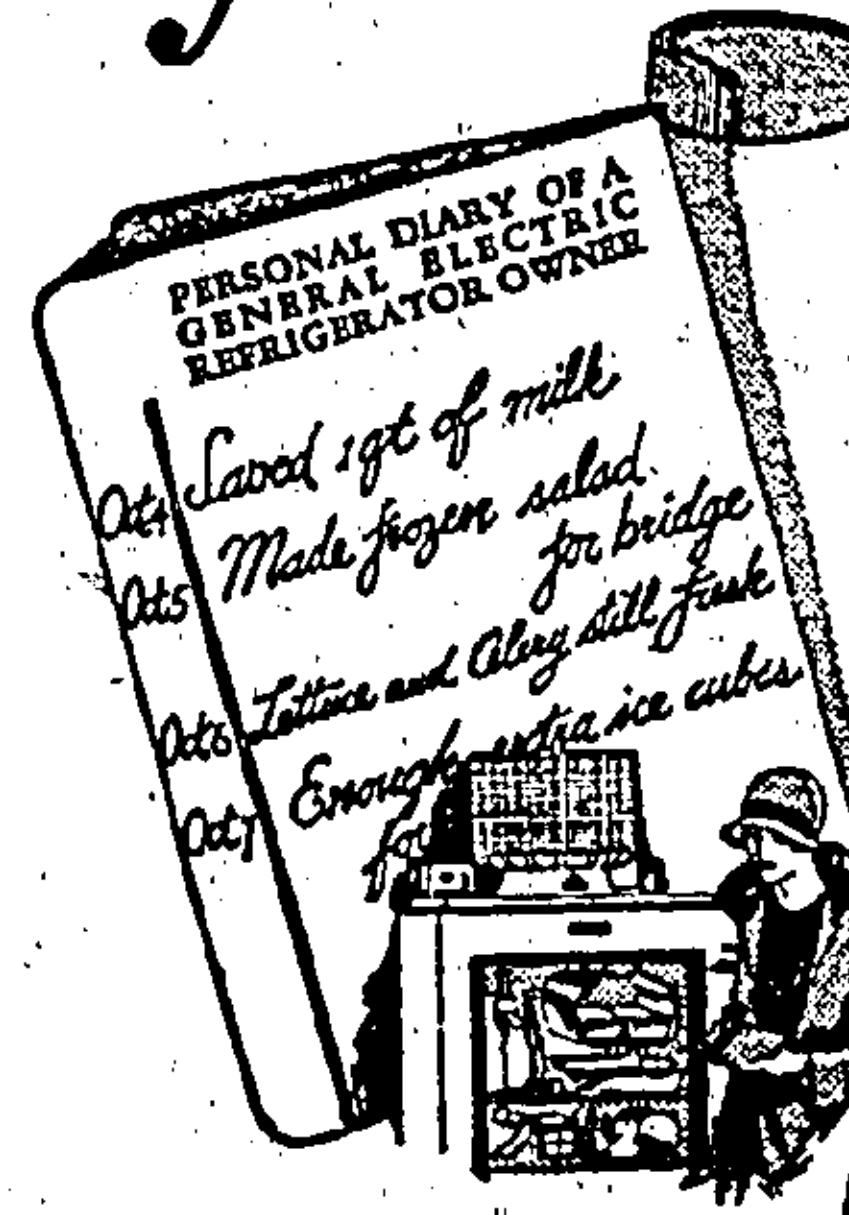 PERSONAL DIARY OF A
GENERAL ELECTRIC
REFRIGERATOR OWNER
Oct 4 Saved 1 qt of milk
Oct 5 Made frozen salad
for bridge
Oct 6 Lettuce and Celery still fresh
Oct 7 Enough extra ice cubes